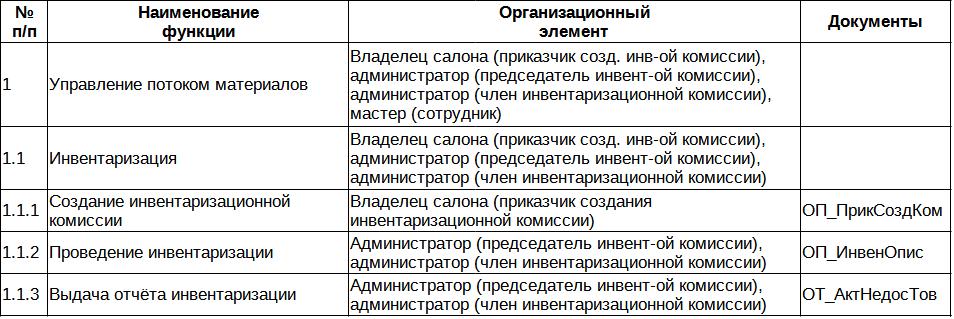 №
п/п
Наименование
функции
Организационный
элемент
Документы
1
Управление потоком материалов
Владелец салона (приказчик созд. инв-ой комиссии),
администратор (председатель инвент-ой комиссии),
администратор (член инвентаризационной комиссии),
мастер (сотрудник)
1.1
Инвентаризация
Владелец салона (приказчик созд. инв-ой комиссии),
администратор (председатель инвент-ой комиссии),
администратор (член инвентаризационной комиссии)
1.1.1
Создание инвентаризационной
комиссии
Владелец салона (приказчик создания
инвентаризационной комиссии)
ОП_ПрикСоздКом
1.1.2
Проведение инвентаризации
Администратор (председатель инвент-ой комиссии),
администратор (член инвентаризационной комиссии)
ОП_ИнвенОпис
1.1.3
Выдача отчёта инвентаризации
Администратор (председатель инвент-ой комиссии),
администратор (член инвентаризационной комиссии)
ОТ_АктНедосТов